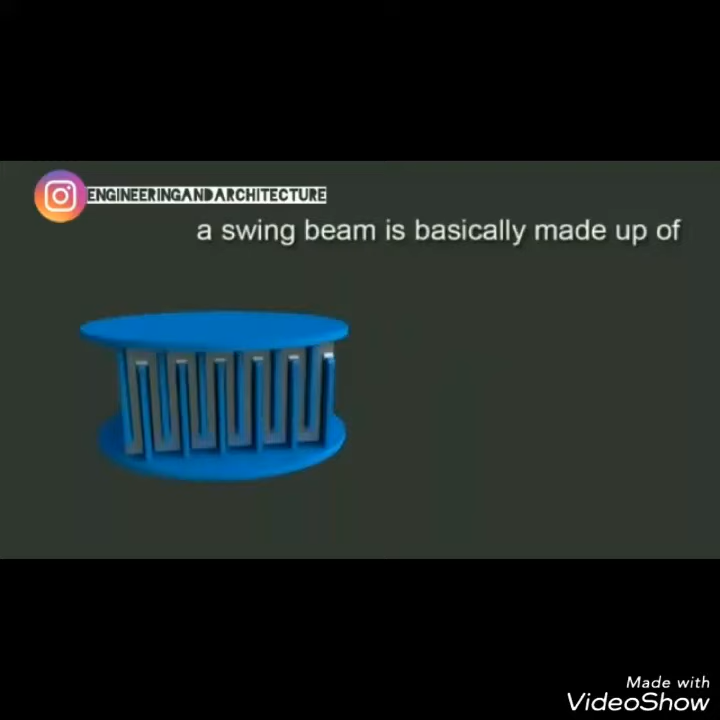 ENGINEERINGANDARCHITECTURE
a swing beam is basically made up of
Made with
VideoShow